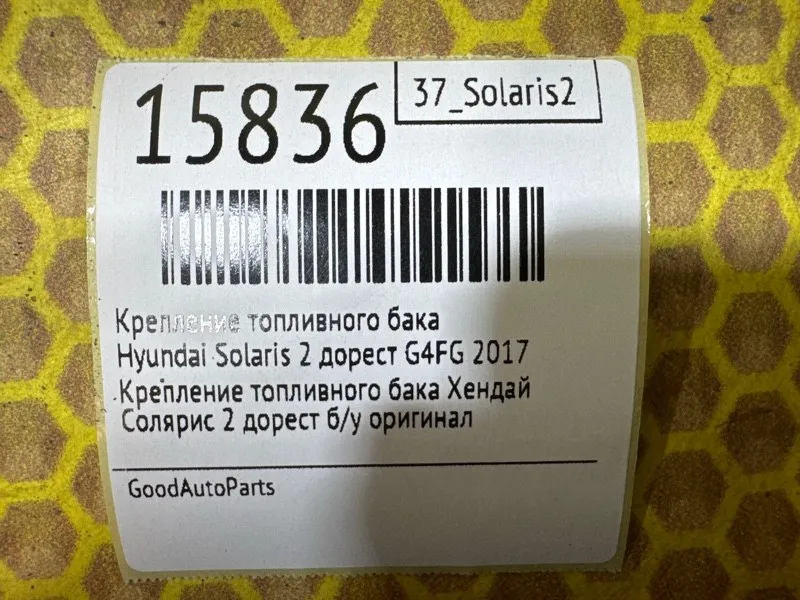 15836
37_Solaris2
Крепление топливного бака
Hyundai Solaris 2 дорест G4FG 2017
Крепление топливного бака Хендай
Солярис 2 дорест б/у оригинал
GoodAutoParts